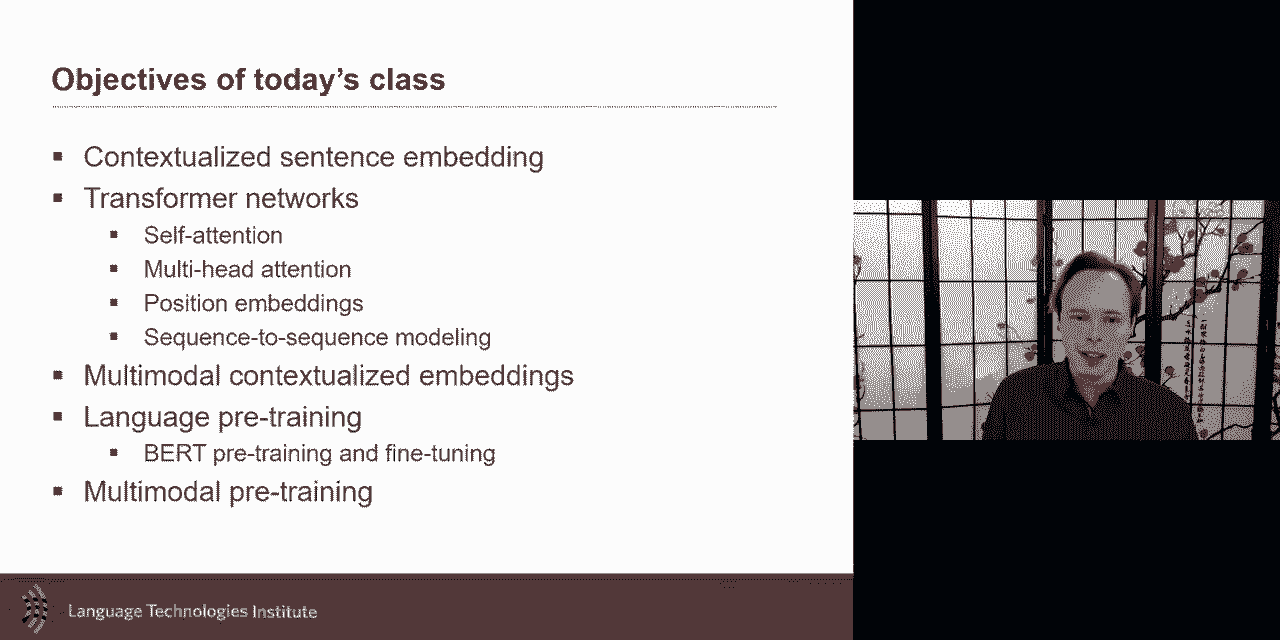 Objectives of today's class
Contextualized sentence embedding
Transformer networks
Self-attention
Multi-head attention
Position embeddings
Sequence-to-sequence modeling
Multimodal contextualized embeddings
Language pre-training
BERT pre-training and fine-tuning
Multimodal pre-training
Language Technologies Institute